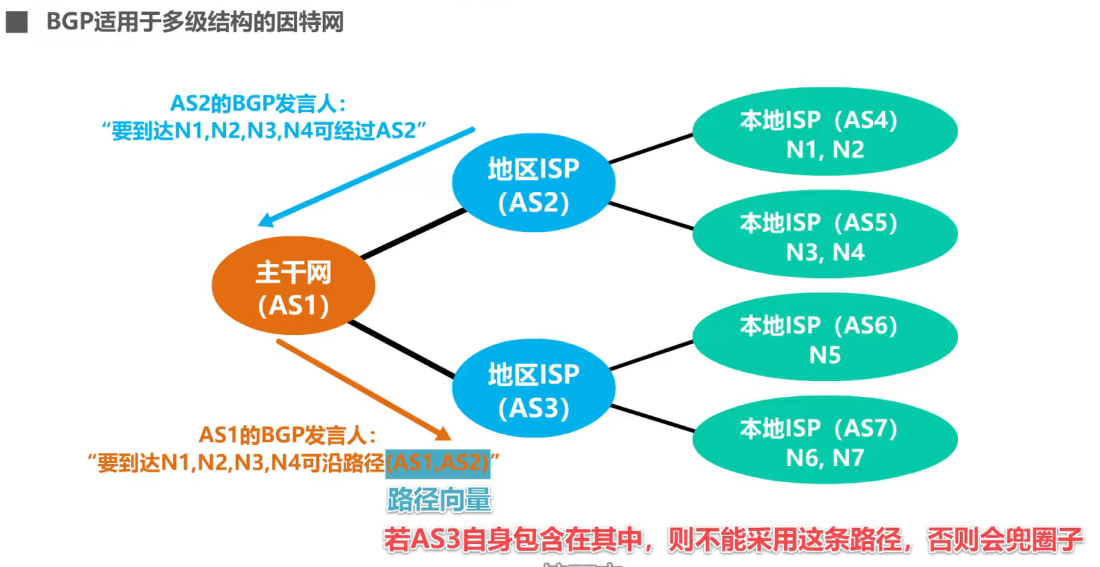 BGP适用于多级结构的因特网
AS2的BGP发言人：
“要到达N1,N2,N3,N4可经过AS2”
地区ISP
（AS2）
本地ISP（AS4）
N1, N2
本地ISP（AS5）
N3, N4
主干网
（AS1）
地区ISP
（AS3）
本地ISP（AS6）
N5
本地ISP（AS7）
N6, N7
AS1的BGP发言人：
“要到达N1,N2,N3,N4可沿路径(AS1,AS2)”
路径向量
若AS3自身包含在其中，则不能采用这条路径，否则会兜圈子